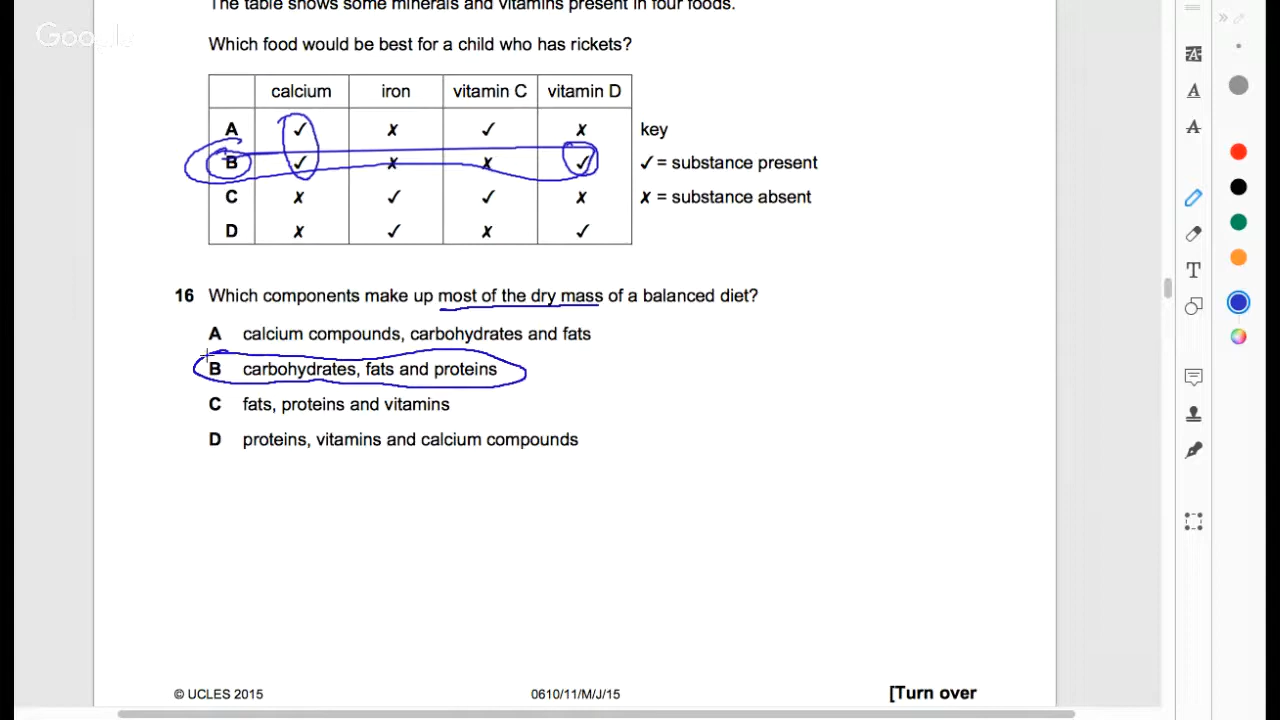 Google
The table shows some minerals and vitamins present in four foods.
Which food would be best for a child who has rickets?
calcium iron vitamin C vitamin D
A ✓ ✗ ✓ ✗ key
B ✓ ✗ ✗ ✓ ✓ = substance present
C ✗ ✓ ✓ ✗ ✗ = substance absent
D ✗ ✓ ✗ ✓
16 Which components make up most of the dry mass of a balanced diet?
A calcium compounds, carbohydrates and fats
B carbohydrates, fats and proteins
C fats, proteins and vitamins
D proteins, vitamins and calcium compounds
© UCLES 2015 0610/11/M/J/15 [Turn over